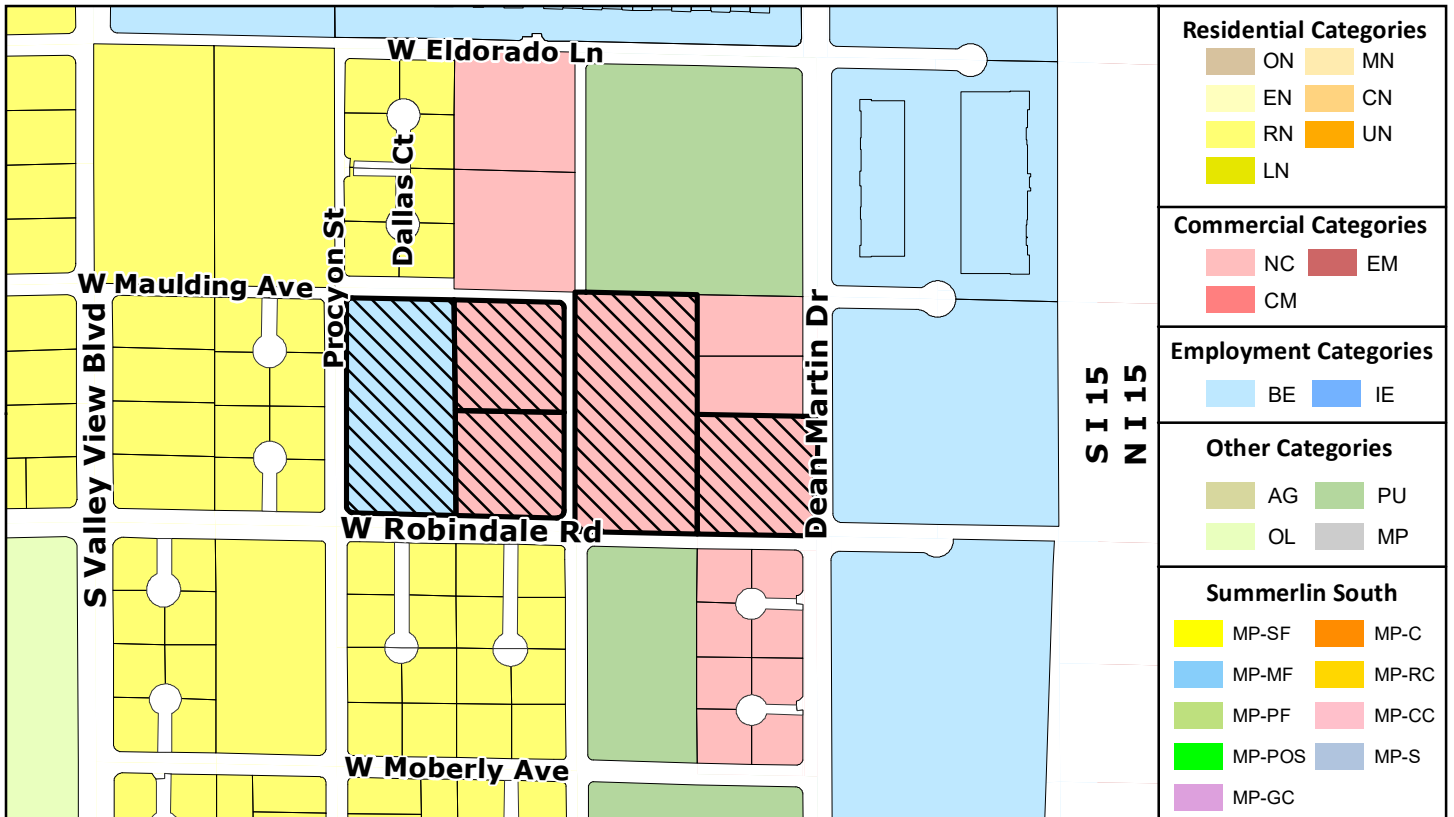 W Eldorado Ln
Dallas Ct
Procyon St
W Maulding Ave
S Valley View Blvd
Dean-Martin Dr
S I 15
N I 15
W Robindale Rd
W Moberly Ave
Residential Categories
ON MN
EN CN
RN UN
LN
Commercial Categories
NC EM
CM
Employment Categories
BE IE
Other Categories
AG PU
OL MP
Summerlin South
MP-SF MP-C
MP-MF MP-RC
MP-PF MP-CC
MP-POS MP-S
MP-GC